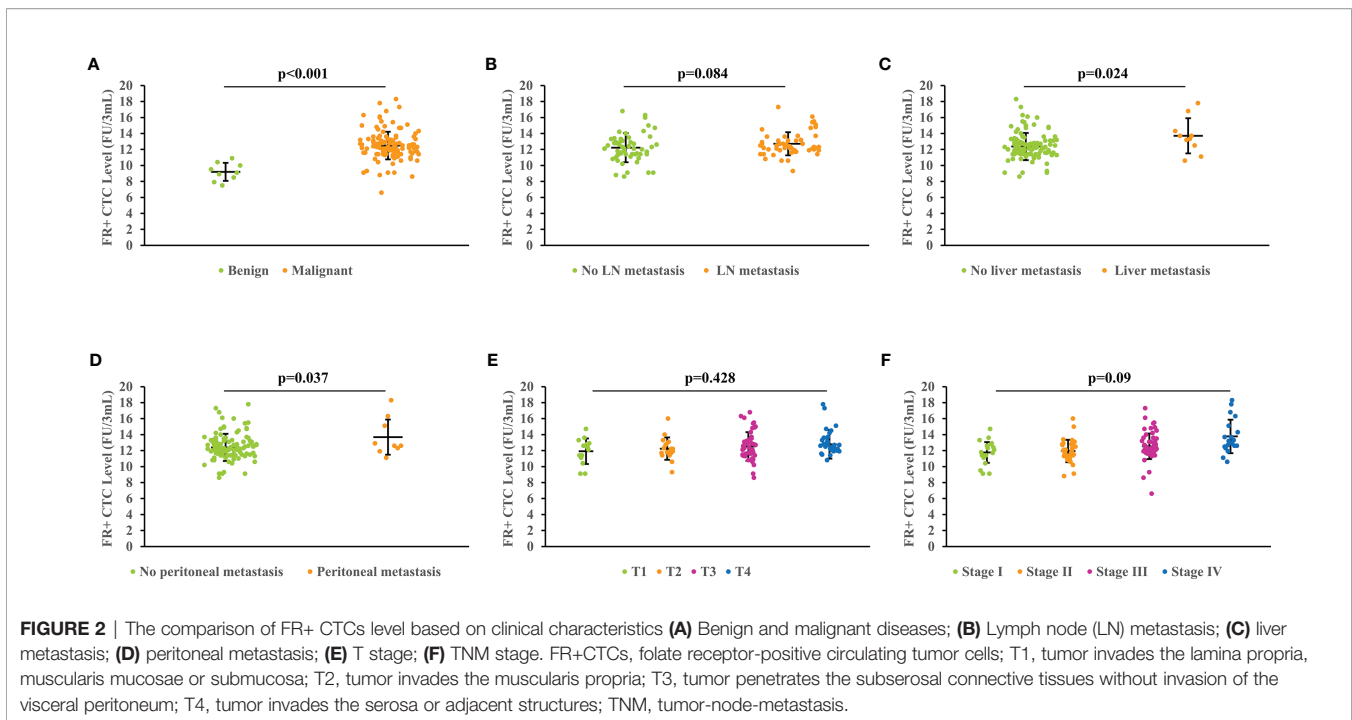 A
p<0.001
FR+ CTC Level (FU/3mL)
20
18
16
14
12
10
8
6
4
2
0
Benign Malignant
B
p=0.084
FR+ CTC Level (FU/3mL)
20
18
16
14
12
10
8
6
4
2
0
No LN metastasis LN metastasis
C
p=0.024
FR+ CTC Level (FU/3mL)
20
18
16
14
12
10
8
6
4
2
0
No liver metastasis Liver metastasis
D
p=0.037
FR+ CTC Level (FU/3mL)
20
18
16
14
12
10
8
6
4
2
0
No peritoneal metastasis Peritoneal metastasis
E
p=0.428
FR+ CTC Level (FU/3mL)
20
18
16
14
12
10
8
6
4
2
0
T1 T2 T3 T4
F
p=0.09
FR+ CTC Level (FU/3mL)
20
18
16
14
12
10
8
6
4
2
0
Stage I Stage II Stage III Stage IV
FIGURE 2 | The comparison of FR+ CTCs level based on clinical characteristics (A) Benign and malignant diseases; (B) Lymph node (LN) metastasis; (C) liver
metastasis; (D) peritoneal metastasis; (E) T stage; (F) TNM stage. FR+CTCs, folate receptor-positive circulating tumor cells; T1, tumor invades the lamina propria,
muscularis mucosae or submucosa; T2, tumor invades the muscularis propria; T3, tumor penetrates the subserosal connective tissues without invasion of the
visceral peritoneum; T4, tumor invades the serosa or adjacent structures; TNM, tumor-node-metastasis.